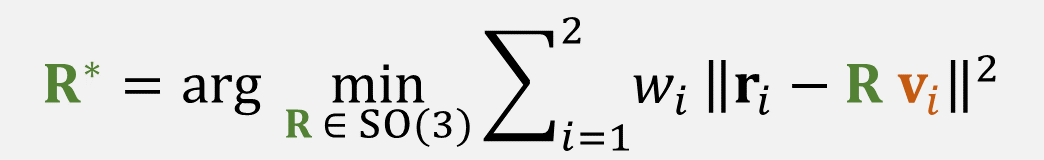 R* = arg min_{R ∈ SO(3)} ∑_{i=1}^{2} w_i ‖r_i − R v_i‖²